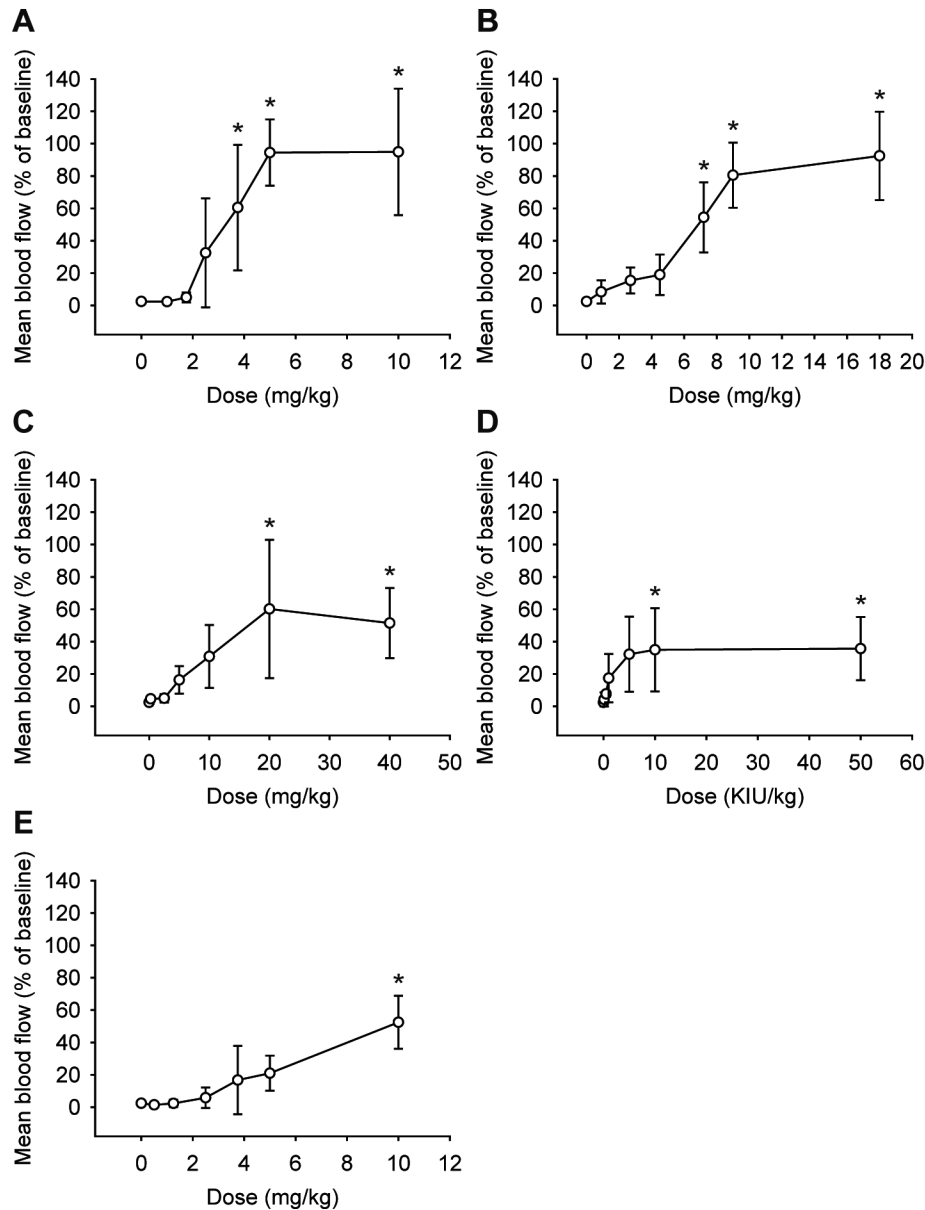 A
Mean blood flow (% of baseline)
140
120
100
80
60
40
20
0
* * *
0 2 4 6 8 10 12
Dose (mg/kg)
B
Mean blood flow (% of baseline)
140
120
100
80
60
40
20
0
* * *
0 2 4 6 8 10 12 14 16 18 20
Dose (mg/kg)
C
Mean blood flow (% of baseline)
140
120
100
80
60
40
20
0
* *
0 10 20 30 40 50
Dose (mg/kg)
D
Mean blood flow (% of baseline)
140
120
100
80
60
40
20
0
* *
0 10 20 30 40 50 60
Dose (KIU/kg)
E
Mean blood flow (% of baseline)
140
120
100
80
60
40
20
0
*
0 2 4 6 8 10 12
Dose (mg/kg)